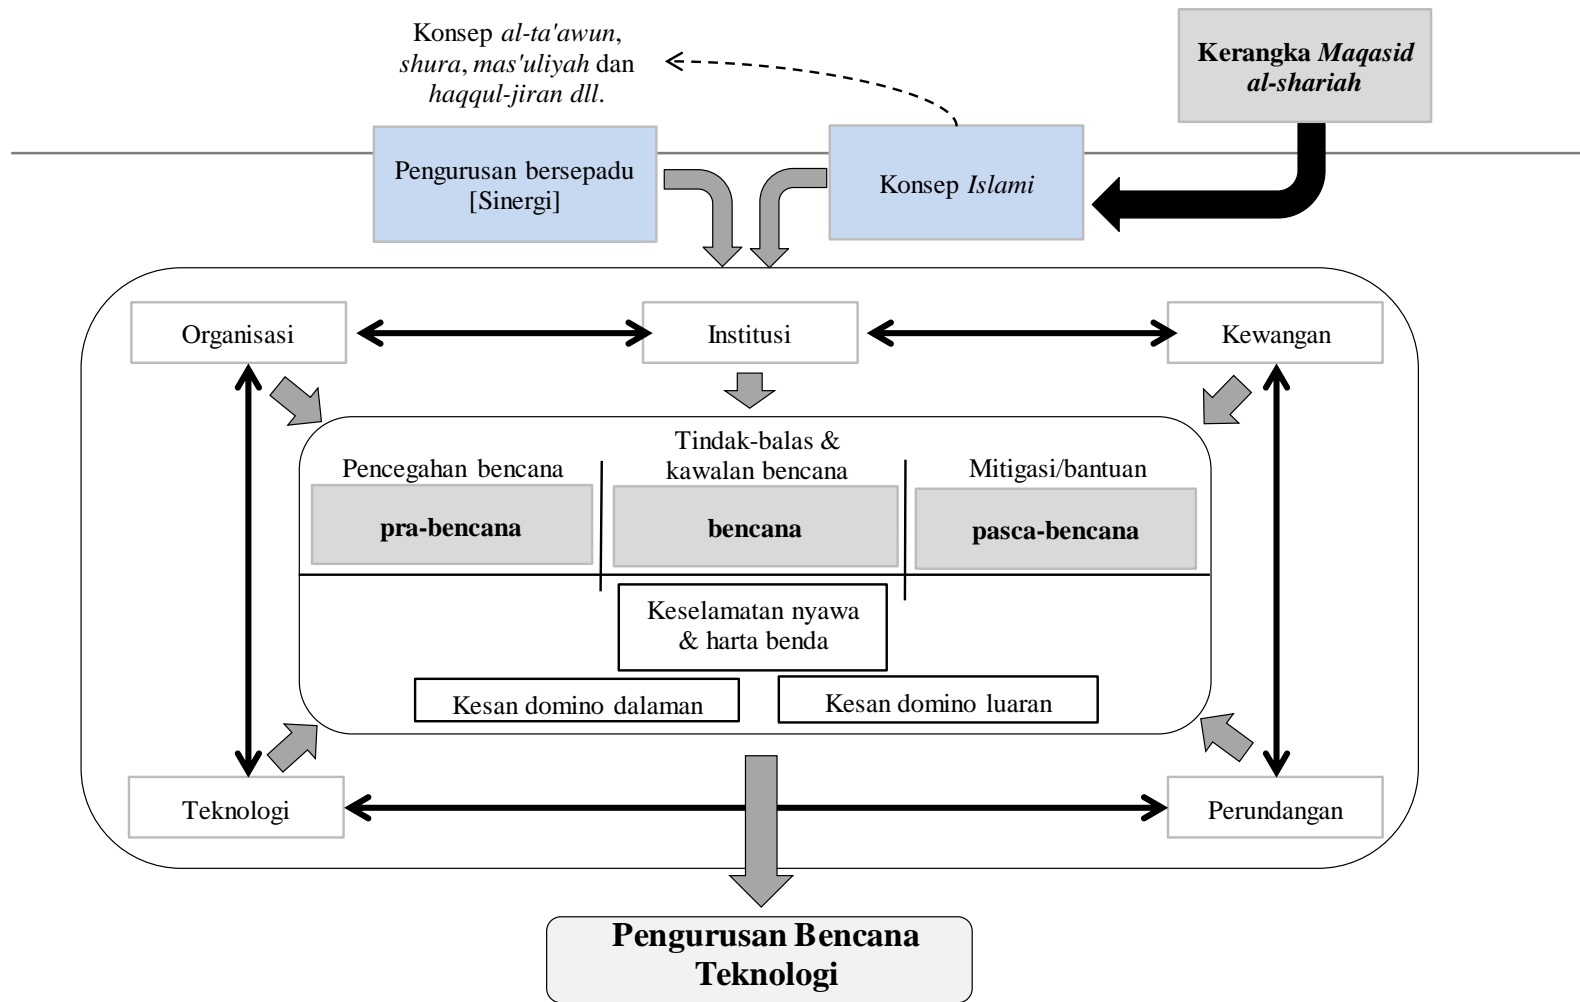 Konsep al-ta'awun,
shura, mas'uliyah dan
haqqul-jiran dll.
Kerangka Maqasid
al-shariah
Pengurusan bersepadu
[Sinergi]
Konsep Islami
Organisasi
Institusi
Kewangan
Pencegahan bencana
Tindak-balas &
kawalan bencana
Mitigasi/bantuan
pra-bencana
bencana
pasca-bencana
Keselamatan nyawa
& harta benda
Kesan domino dalaman
Kesan domino luaran
Teknologi
Perundangan
Pengurusan Bencana
Teknologi